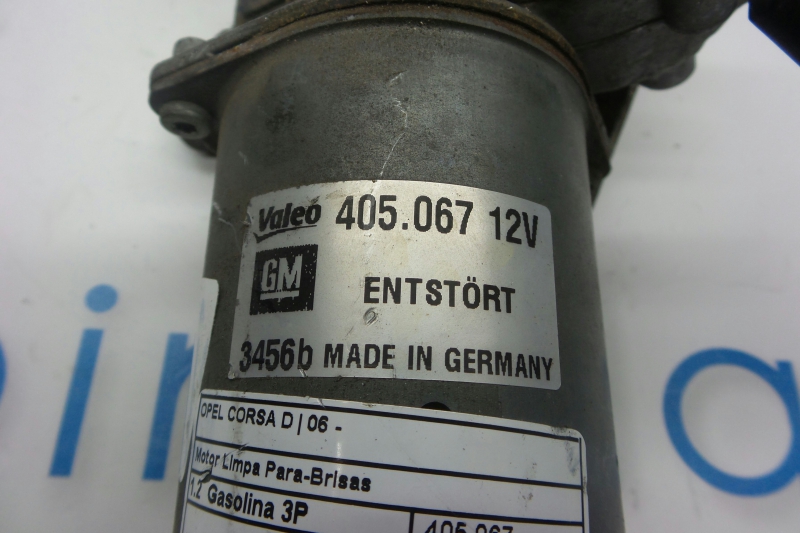 Valeo 405.067 12V
GM
ENTSTÖRT
3456b MADE IN GERMANY
OPEL CORSA D | 06 -
Motor Limpa Para-Brisas
1.2 Gasolina 3P
405.067